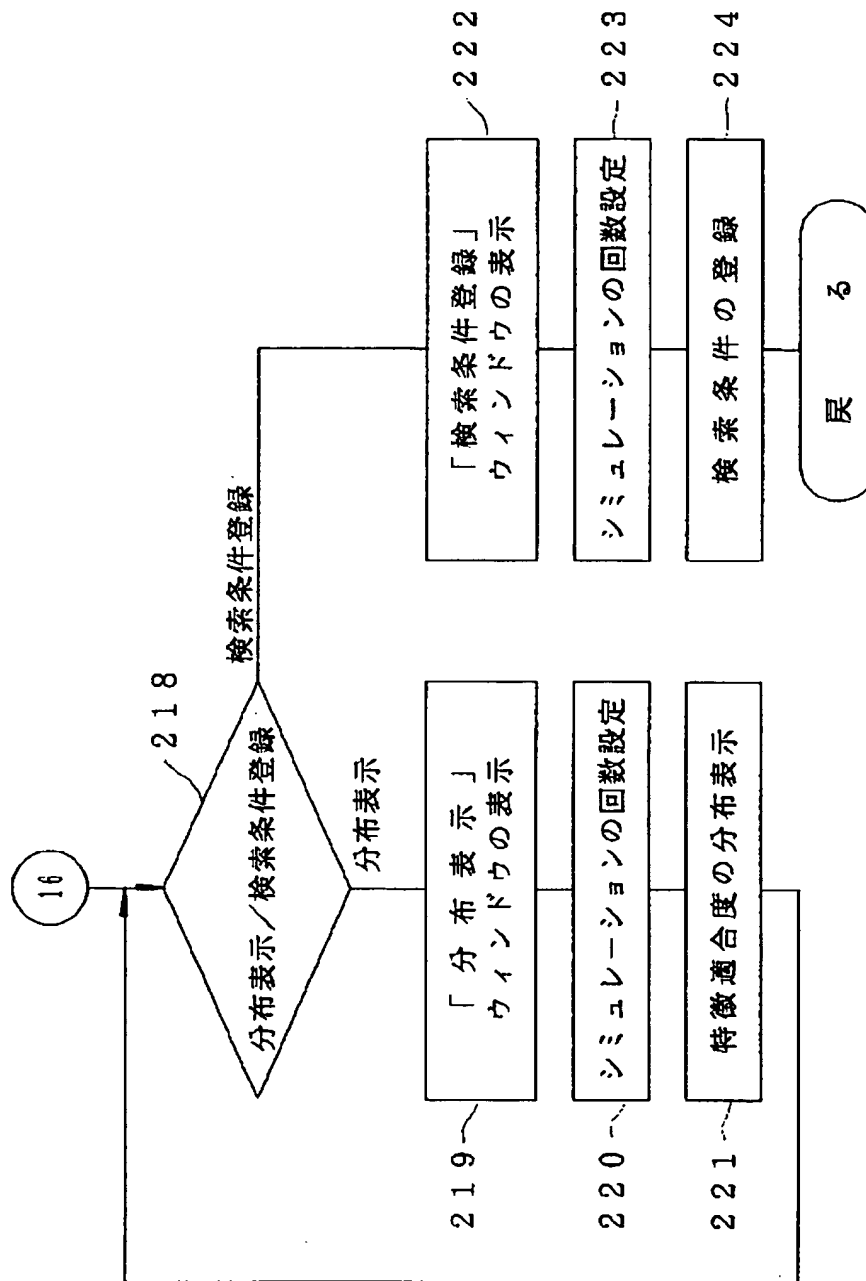 16
218
分布表示／検索条件登録
検索条件登録
分布表示
219
「分布表示」
ウィンドウの表示
220
シミュレーションの回数設定
221
特徴適合度の分布表示
222
「検索条件登録」
ウィンドウの表示
223
シミュレーションの回数設定
224
検索条件の登録
戻る